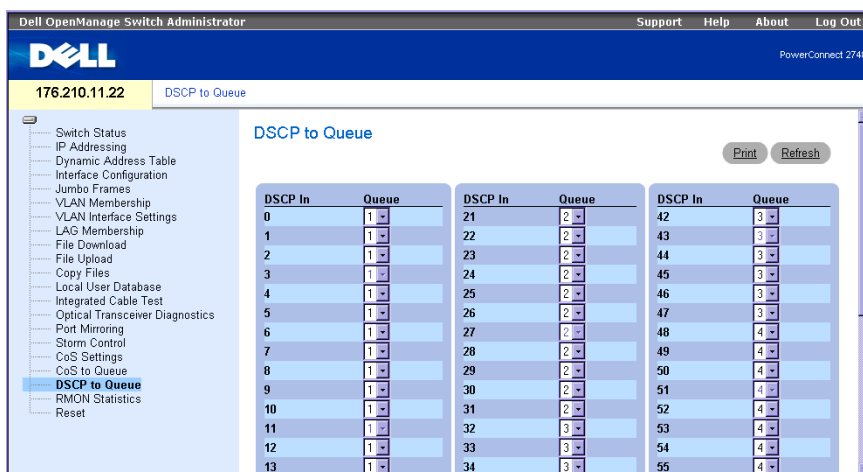 Dell OpenManage Switch Administrator Support Help About Log Out
DELL
PowerConnect 2748
176.210.11.22 DSCP to Queue
Switch Status
IP Addressing
Dynamic Address Table
Interface Configuration
Jumbo Frames
VLAN Membership
VLAN Interface Settings
LAG Membership
File Download
File Upload
Copy Files
Local User Database
Integrated Cable Test
Optical Transceiver Diagnostics
Port Mirroring
Storm Control
CoS Settings
CoS to Queue
DSCP to Queue
RMON Statistics
Reset
DSCP to Queue
Print Refresh
DSCP In Queue DSCP In Queue DSCP In Queue
0 1 21 2 42 3
1 1 22 2 43 3
2 1 23 2 44 3
3 1 24 2 45 3
4 1 25 2 46 3
5 1 26 2 47 3
6 1 27 2 48 4
7 1 28 2 49 4
8 1 29 2 50 4
9 1 30 2 51 4
10 1 31 2 52 4
11 1 32 3 53 4
12 1 33 3 54 4
13 1 34 3 55 4